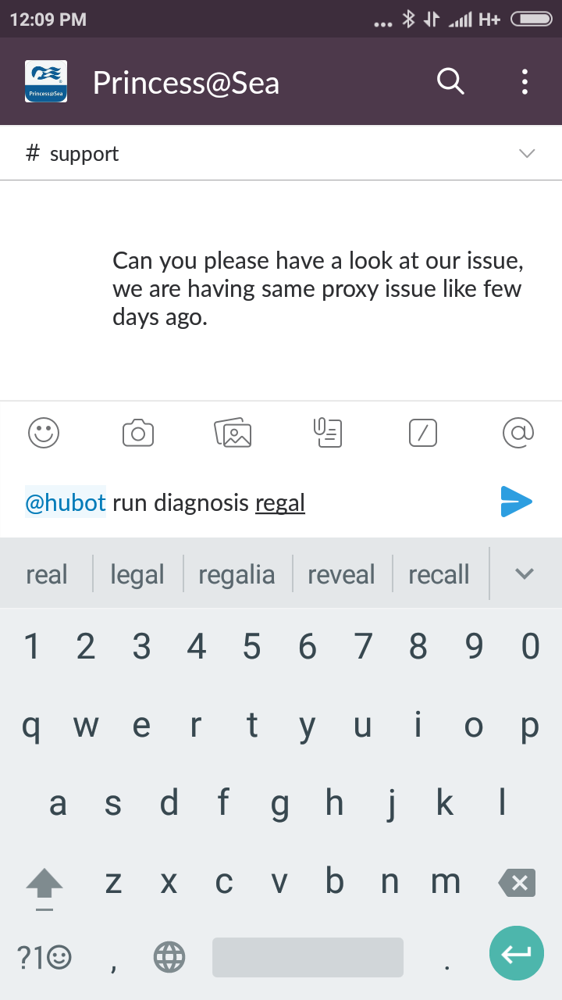 12:09 PM ... H+
Princess@Sea Princess@Sea
# support
Can you please have a look at our issue,
we are having same proxy issue like few
days ago.
@hubot run diagnosis regal
real legal regalia reveal recall
1 2 3 4 5 6 7 8 9 0
q w e r t y u i o p
a s d f g h j k l
z x c v b n m
?1☺ , .